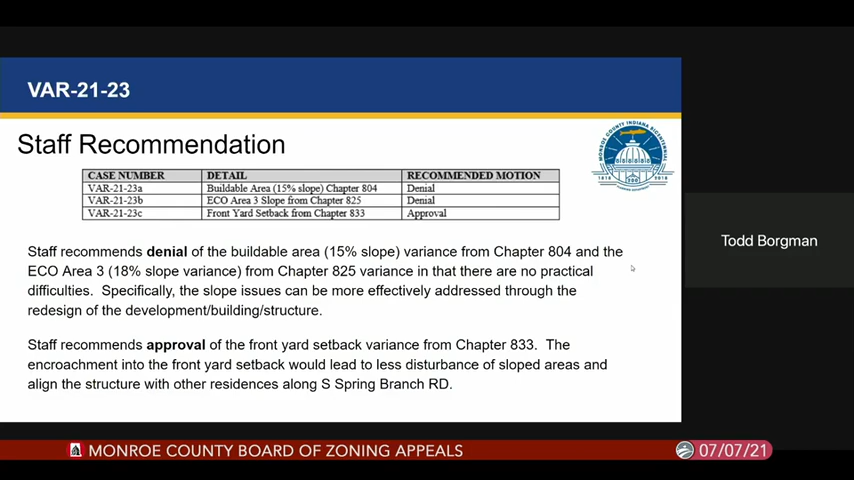 VAR-21-23
Staff Recommendation
MONROE COUNTY INDIANA BICENTENNIAL
1818 200 2018
CASE NUMBER DETAIL RECOMMENDED MOTION
VAR-21-23a Buildable Area (15% slope) Chapter 804 Denial
VAR-21-23b ECO Area 3 Slope from Chapter 825 Denial
VAR-21-23c Front Yard Setback from Chapter 833 Approval
Staff recommends denial of the buildable area (15% slope) variance from Chapter 804 and the
ECO Area 3 (18% slope variance) from Chapter 825 variance in that there are no practical
difficulties. Specifically, the slope issues can be more effectively addressed through the
redesign of the development/building/structure.
Staff recommends approval of the front yard setback variance from Chapter 833. The
encroachment into the front yard setback would lead to less disturbance of sloped areas and
align the structure with other residences along S Spring Branch RD.
Todd Borgman
MONROE COUNTY BOARD OF ZONING APPEALS
07/07/21